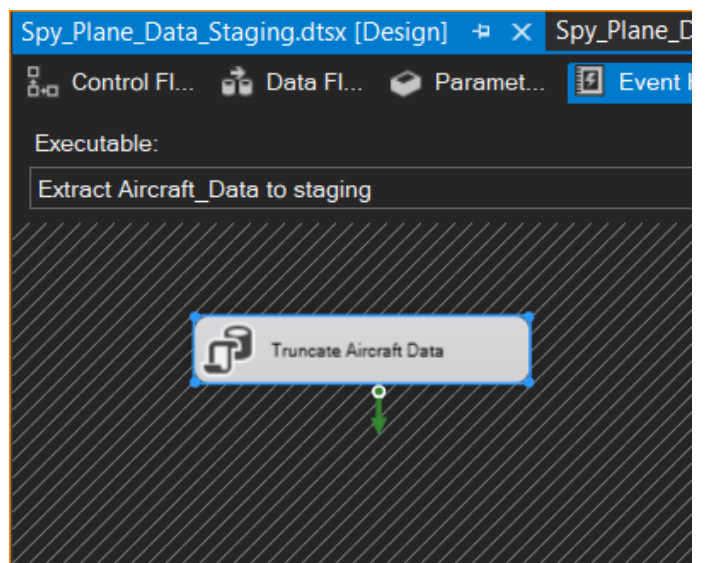 Spy_Plane_Data_Staging.dtsx [Design] Spy_Plane_D
Control Fl... Data Fl... Paramet... Event H
Executable:
Extract Aircraft_Data to staging
Truncate Aircraft Data